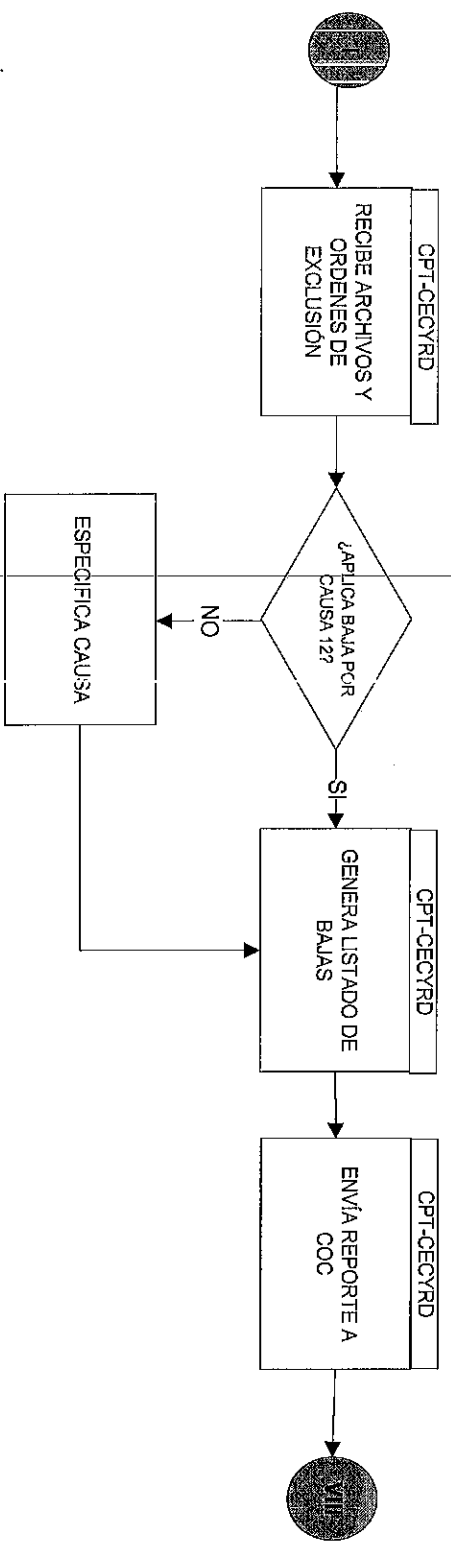 CPT-CECYRD
RECIBE ARCHIVOS Y
ORDENES DE
EXCLUSIÓN
¿APLICA BAJA POR
CAUSA 12?
NO
ESPECIFICA CAUSA
SI
CPT-CECYRD
GENERA LISTADO DE
BAJAS
CPT-CECYRD
ENVÍA REPORTE A
COC